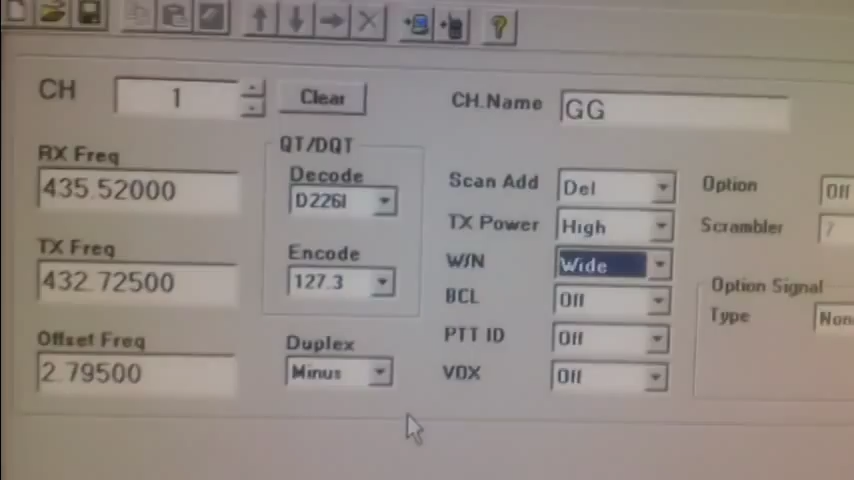 CH 1 Clear CH.Name GG
QT/DQT
RX Freq Decode Scan Add Del Option Off
435.52000 D226I
TX Power High Scrambler 7
TX Freq Encode W/N Wide
432.72500 127.3 Option Signal
BCL Off Type Non
Offset Freq Duplex PTT ID Off
2.79500 Minus VOX Off